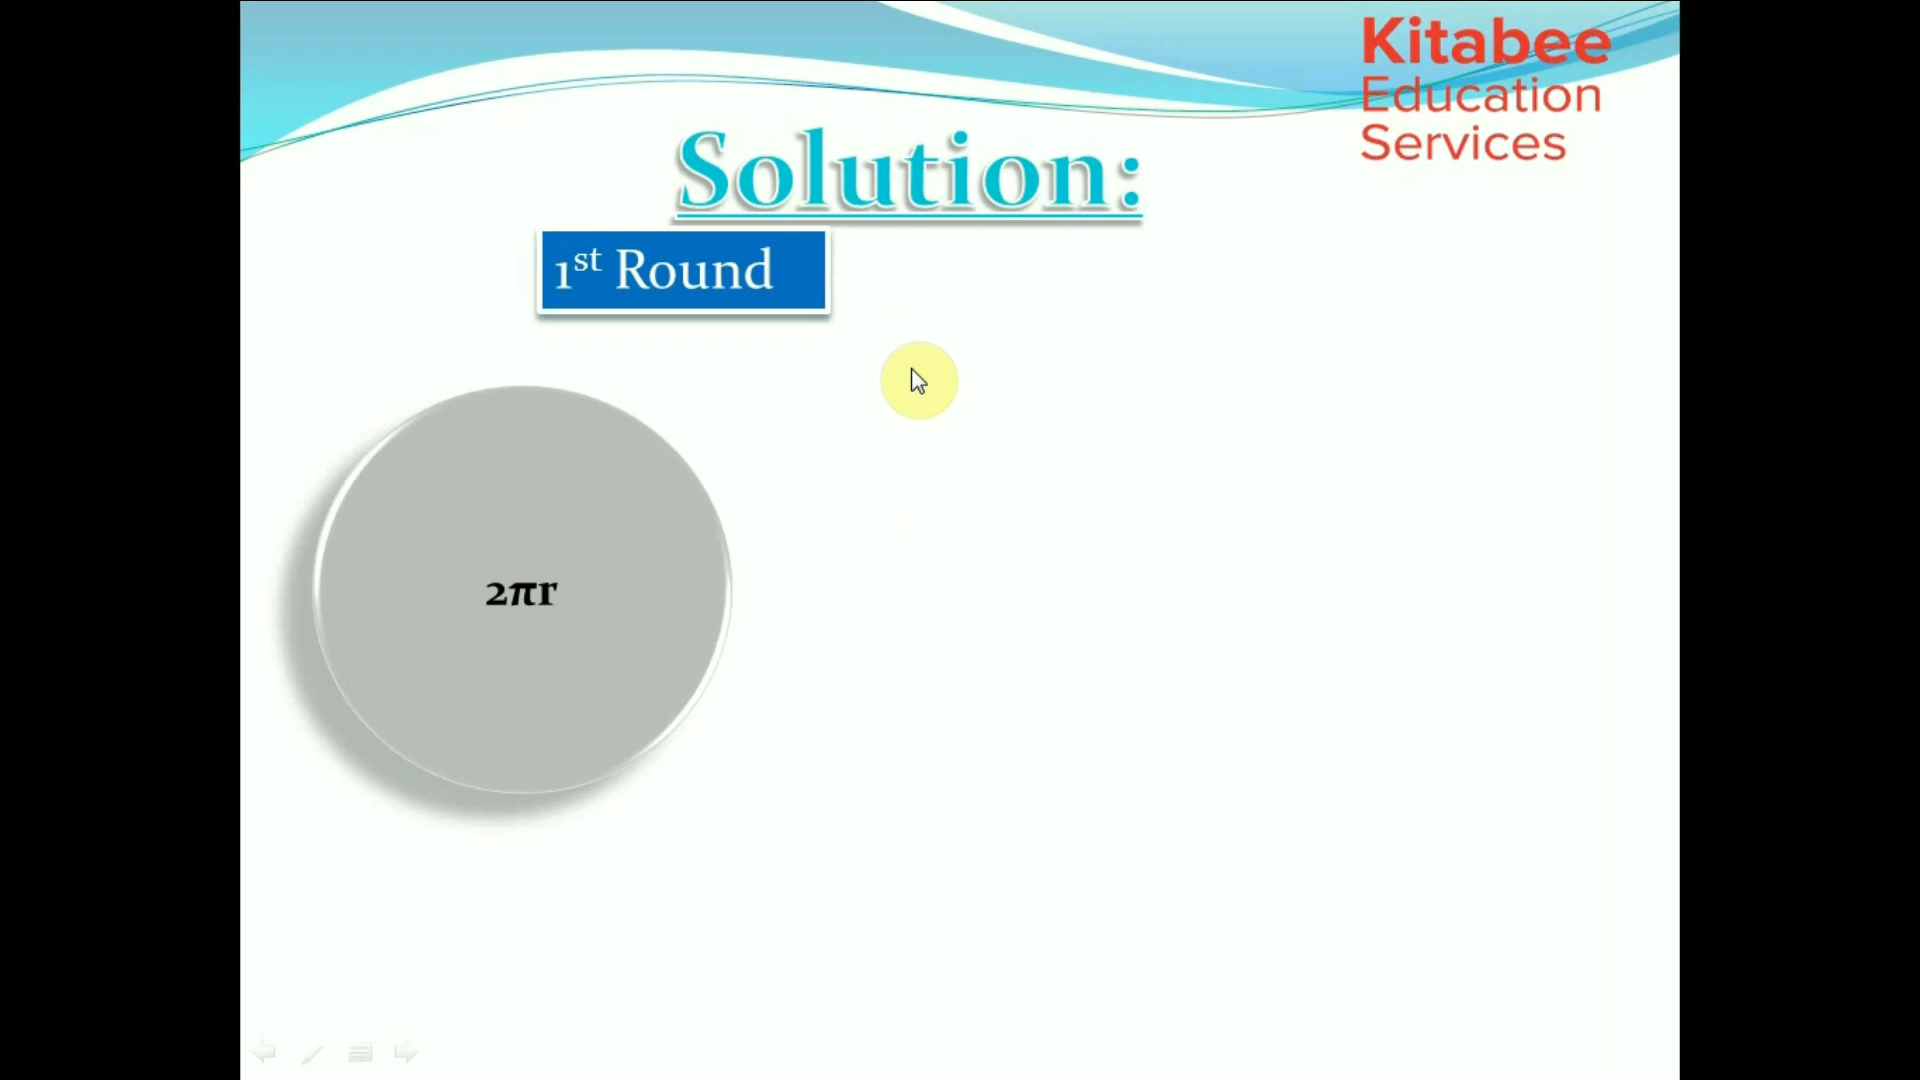 Kitabee
Education
Services
Solution:
1st Round
2πr